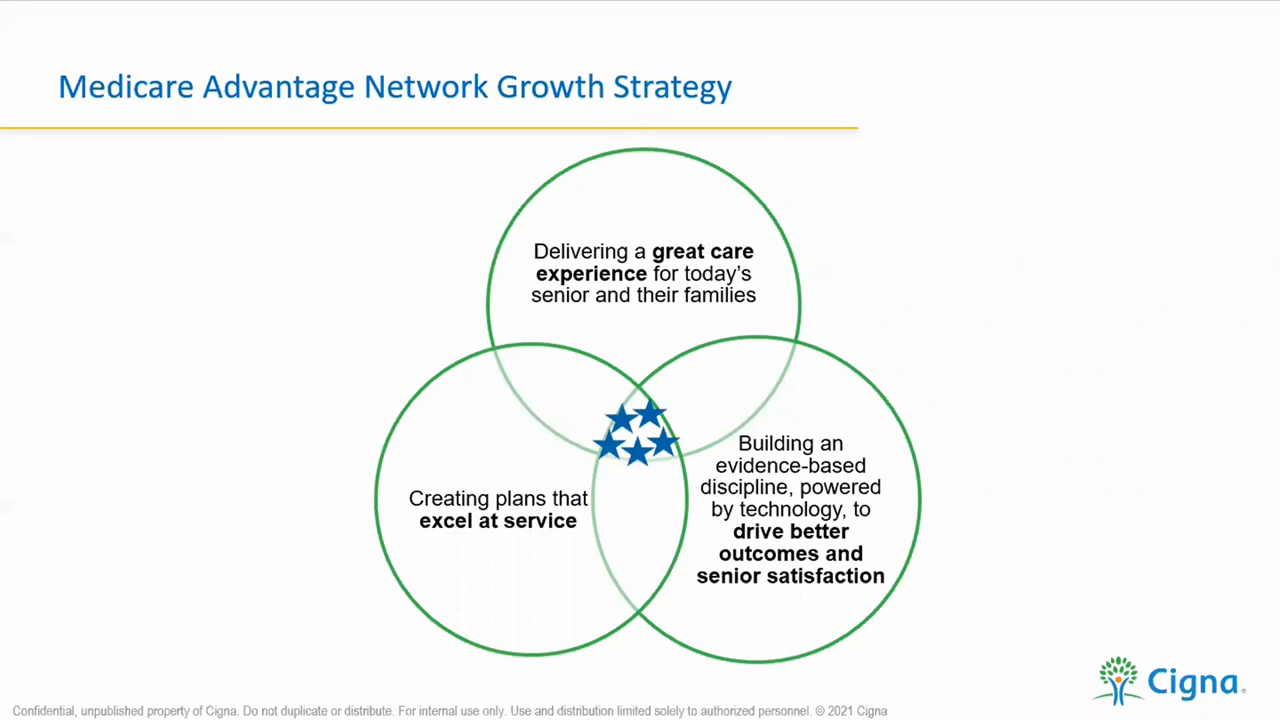 Medicare Advantage Network Growth Strategy
Delivering a great care
experience for today's
senior and their families
Creating plans that
excel at service
Building an
evidence-based
discipline, powered
by technology, to
drive better
outcomes and
senior satisfaction
Cigna.
Confidential, unpublished property of Cigna. Do not duplicate or distribute. For internal use only. Use and distribution limited solely to authorized personnel. © 2021 Cigna